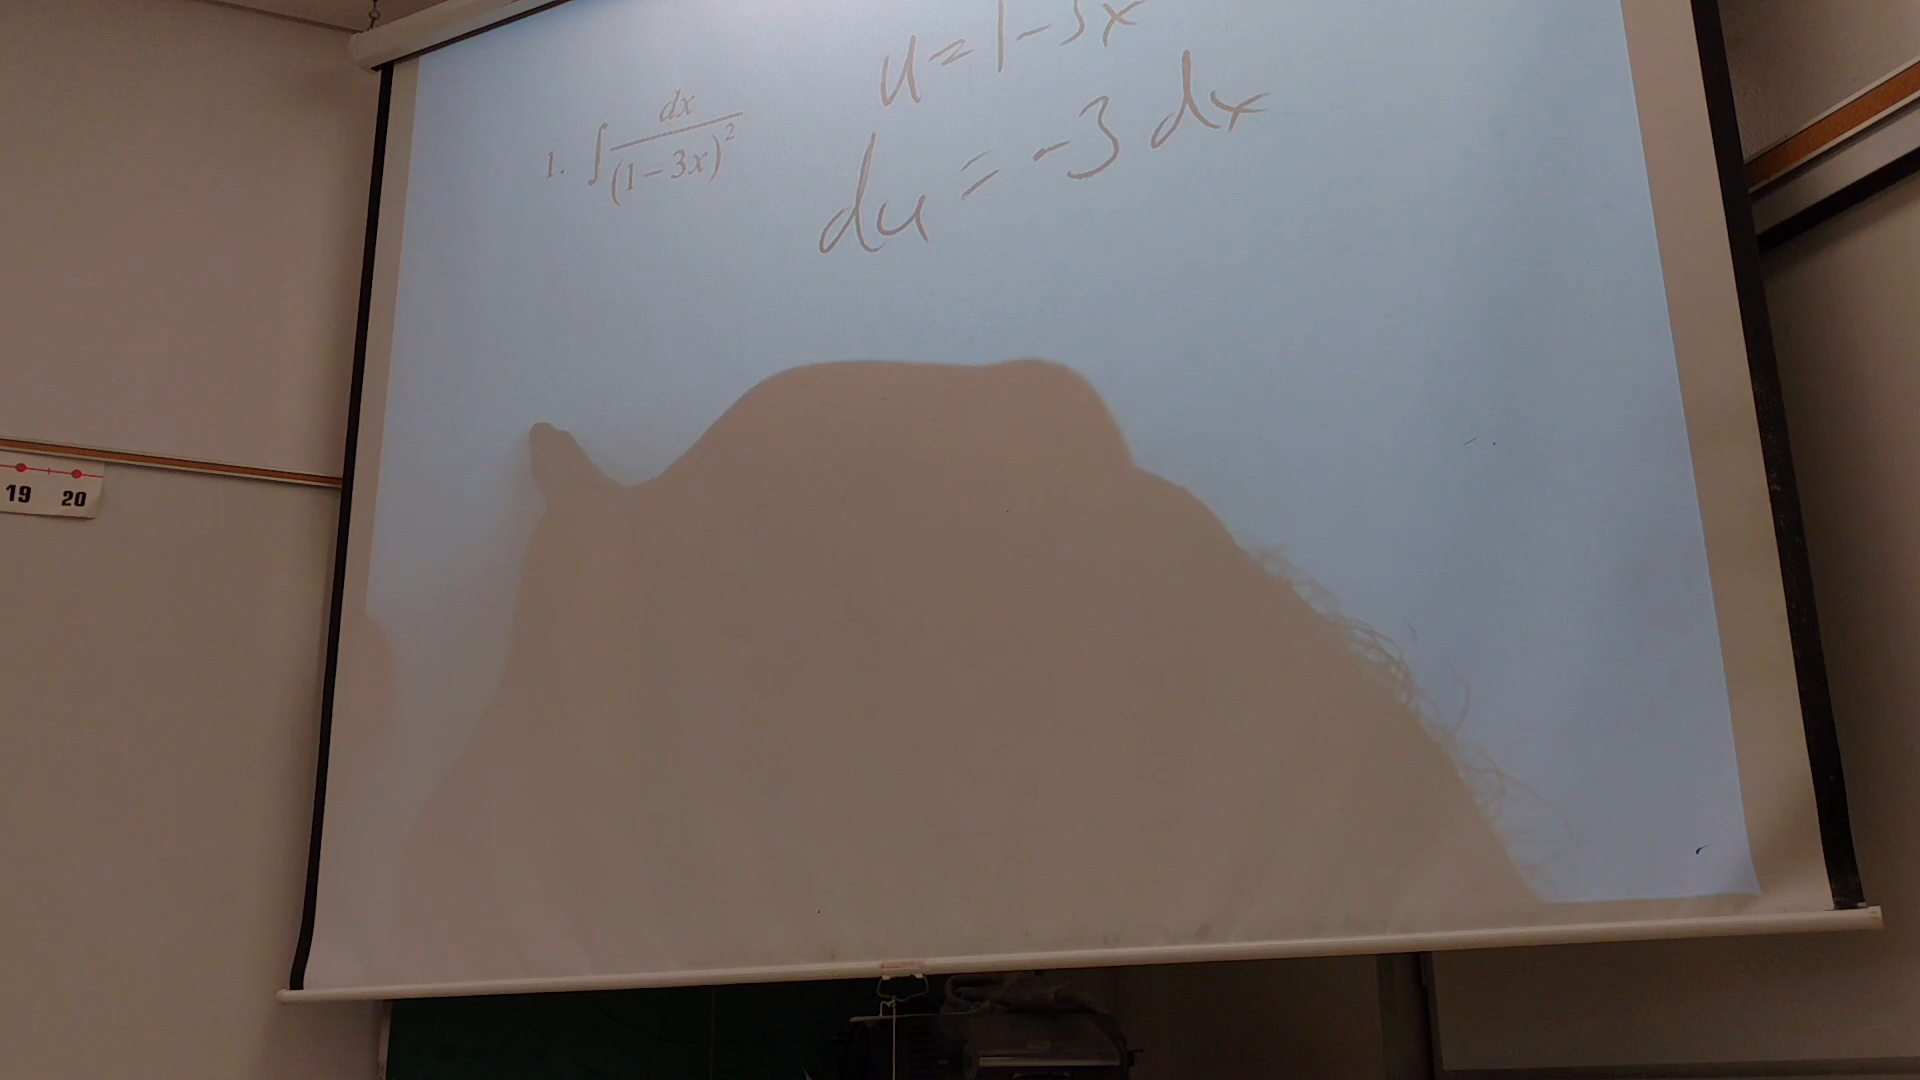 u = 1 - 3x
1. ∫ dx / (1 - 3x)²
du = -3 dx
19 20